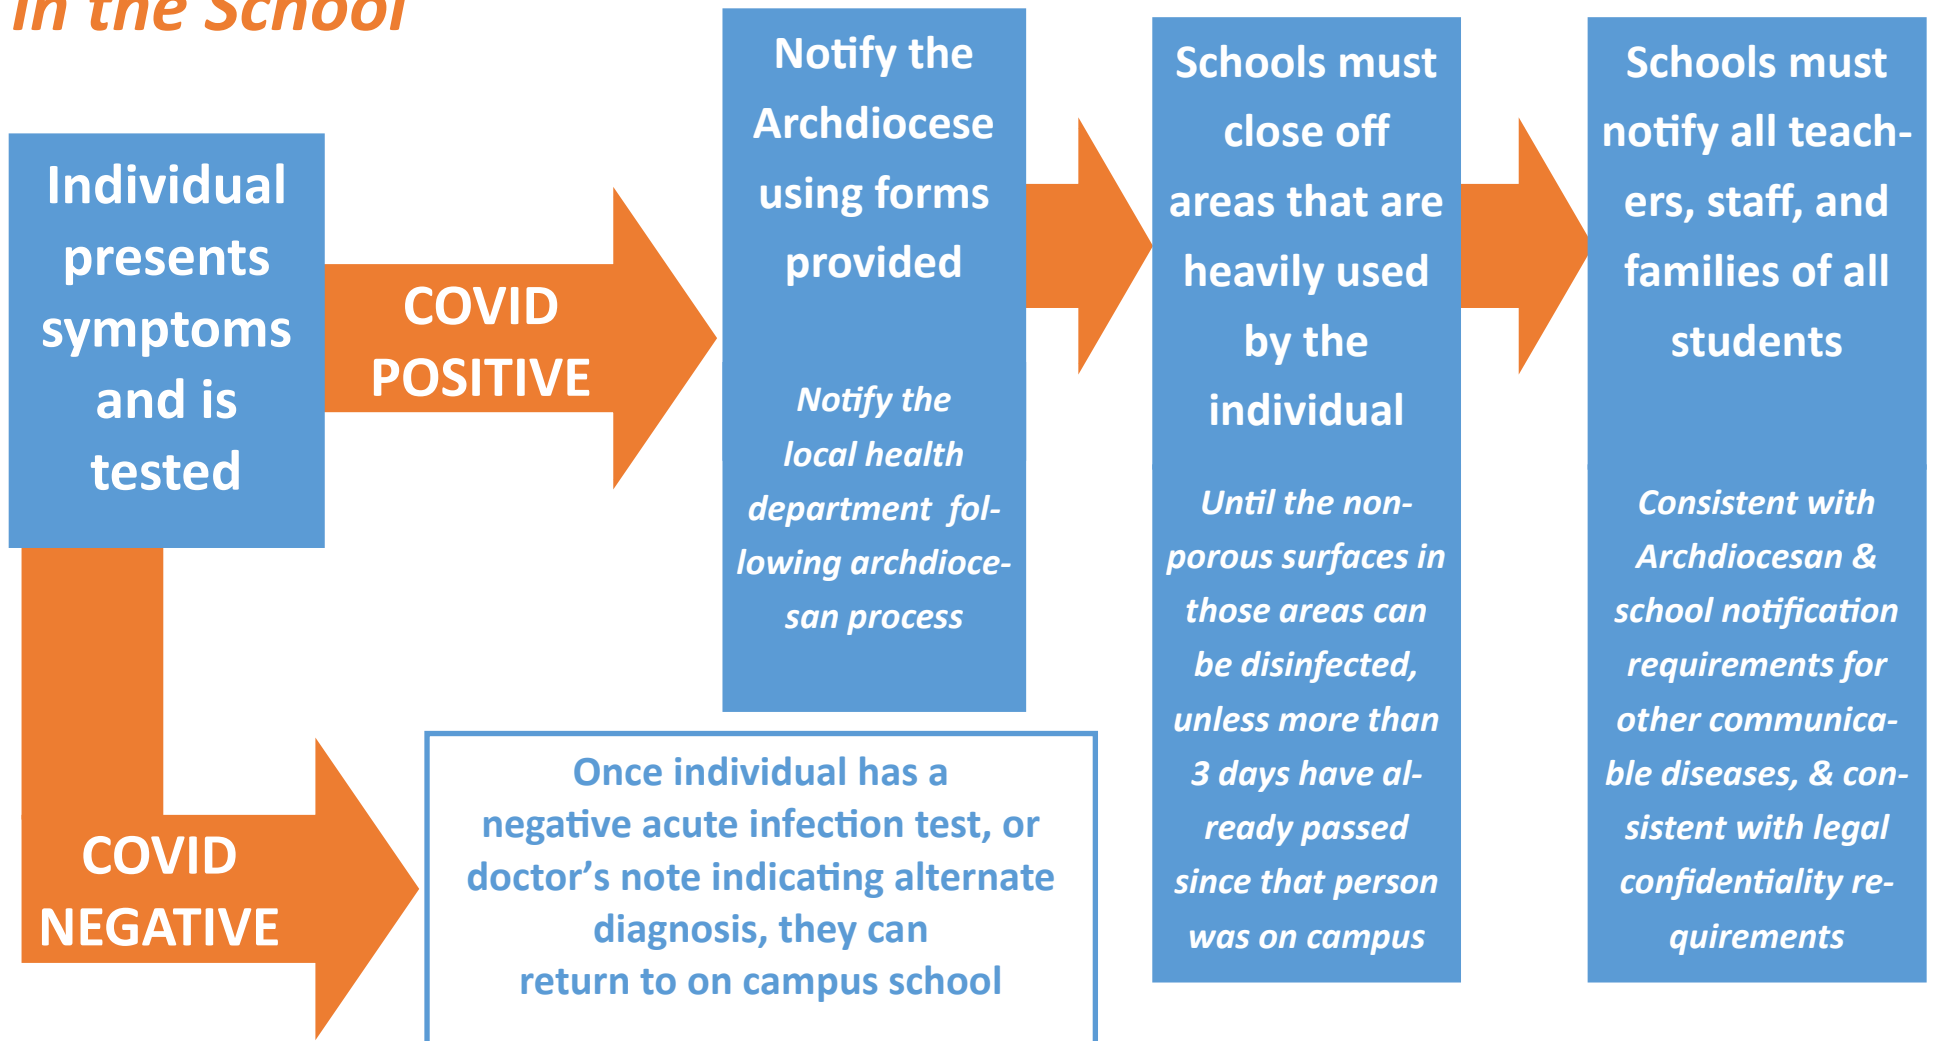 in the School
Individual
presents
symptoms
and is
tested
COVID
POSITIVE
Notify the
Archdiocese
using forms
provided
Notify the
local health
department  fol-
lowing archdioce-
san process
Schools must
close off
areas that are
heavily used
by the
individual
Until the non-
porous surfaces in
those areas can
be disinfected,
unless more than
3 days have al-
ready passed
since that person
was on campus
Schools must
notify all teach-
ers, staff, and
families of all
students
Consistent with
Archdiocesan &
school notification
requirements for
other communica-
ble diseases, & con-
sistent with legal
confidentiality re-
quirements
COVID
NEGATIVE
Once individual has a
negative acute infection test, or
doctor’s note indicating alternate
diagnosis, they can
return to on campus school